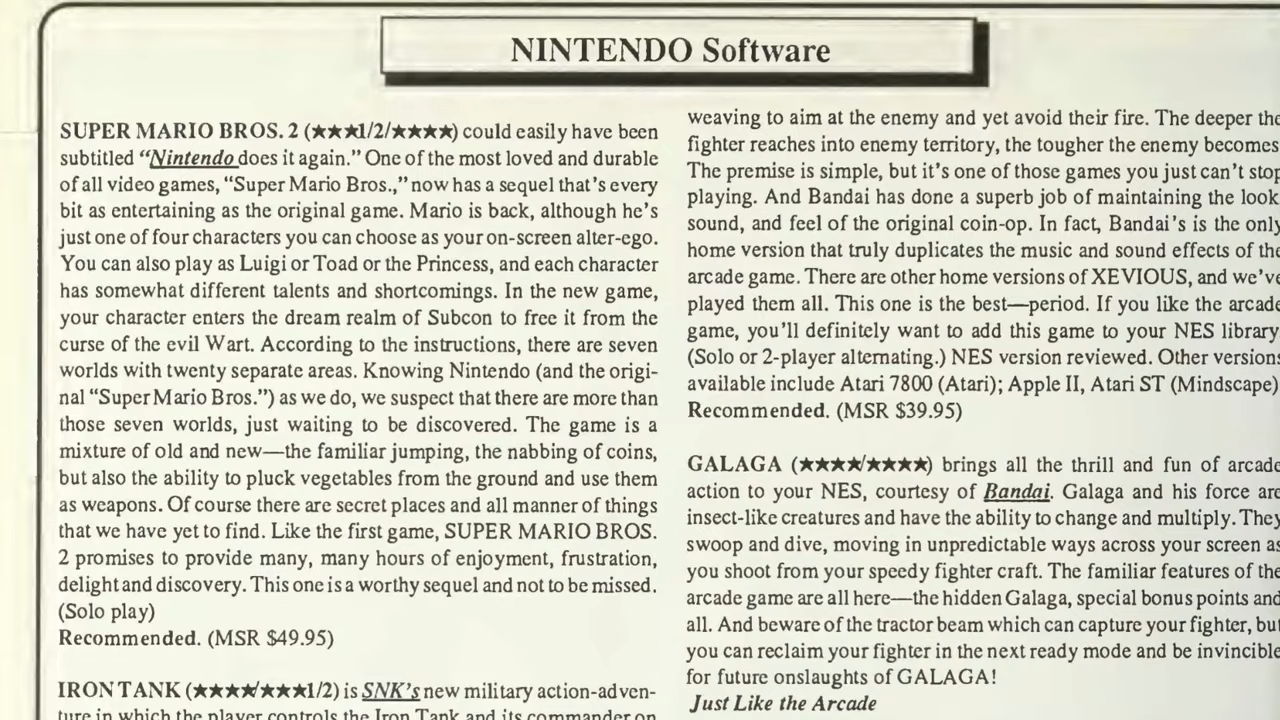 NINTENDO Software
SUPER MARIO BROS. 2 (★★★1/2/★★★★) could easily have been
subtitled “Nintendo does it again.” One of the most loved and durable
of all video games, “Super Mario Bros.,” now has a sequel that’s every
bit as entertaining as the original game. Mario is back, although he’s
just one of four characters you can choose as your on-screen alter-ego.
You can also play as Luigi or Toad or the Princess, and each character
has somewhat different talents and shortcomings. In the new game,
your character enters the dream realm of Subcon to free it from the
curse of the evil Wart. According to the instructions, there are seven
worlds with twenty separate areas. Knowing Nintendo (and the origi-
nal “Super Mario Bros.”) as we do, we suspect that there are more than
those seven worlds, just waiting to be discovered. The game is a
mixture of old and new—the familiar jumping, the nabbing of coins,
but also the ability to pluck vegetables from the ground and use them
as weapons. Of course there are secret places and all manner of things
that we have yet to find. Like the first game, SUPER MARIO BROS.
2 promises to provide many, many hours of enjoyment, frustration,
delight and discovery. This one is a worthy sequel and not to be missed.
(Solo play)
Recommended. (MSR $49.95)
IRON TANK (★★★★/★★★1/2) is SNK’s new military action-adven-
ture in which the player controls the Iron Tank and its commander on
weaving to aim at the enemy and yet avoid their fire. The deeper the
fighter reaches into enemy territory, the tougher the enemy becomes
The premise is simple, but it’s one of those games you just can’t stop
playing. And Bandai has done a superb job of maintaining the look
sound, and feel of the original coin-op. In fact, Bandai’s is the only
home version that truly duplicates the music and sound effects of the
arcade game. There are other home versions of XEVIOUS, and we’ve
played them all. This one is the best—period. If you like the arcade
game, you’ll definitely want to add this game to your NES library
(Solo or 2-player alternating.) NES version reviewed. Other versions
available include Atari 7800 (Atari); Apple II, Atari ST (Mindscape)
Recommended. (MSR $39.95)
GALAGA (★★★★/★★★★) brings all the thrill and fun of arcade
action to your NES, courtesy of Bandai. Galaga and his force are
insect-like creatures and have the ability to change and multiply. They
swoop and dive, moving in unpredictable ways across your screen as
you shoot from your speedy fighter craft. The familiar features of the
arcade game are all here—the hidden Galaga, special bonus points and
all. And beware of the tractor beam which can capture your fighter, but
you can reclaim your fighter in the next ready mode and be invincible
for future onslaughts of GALAGA!
Just Like the Arcade